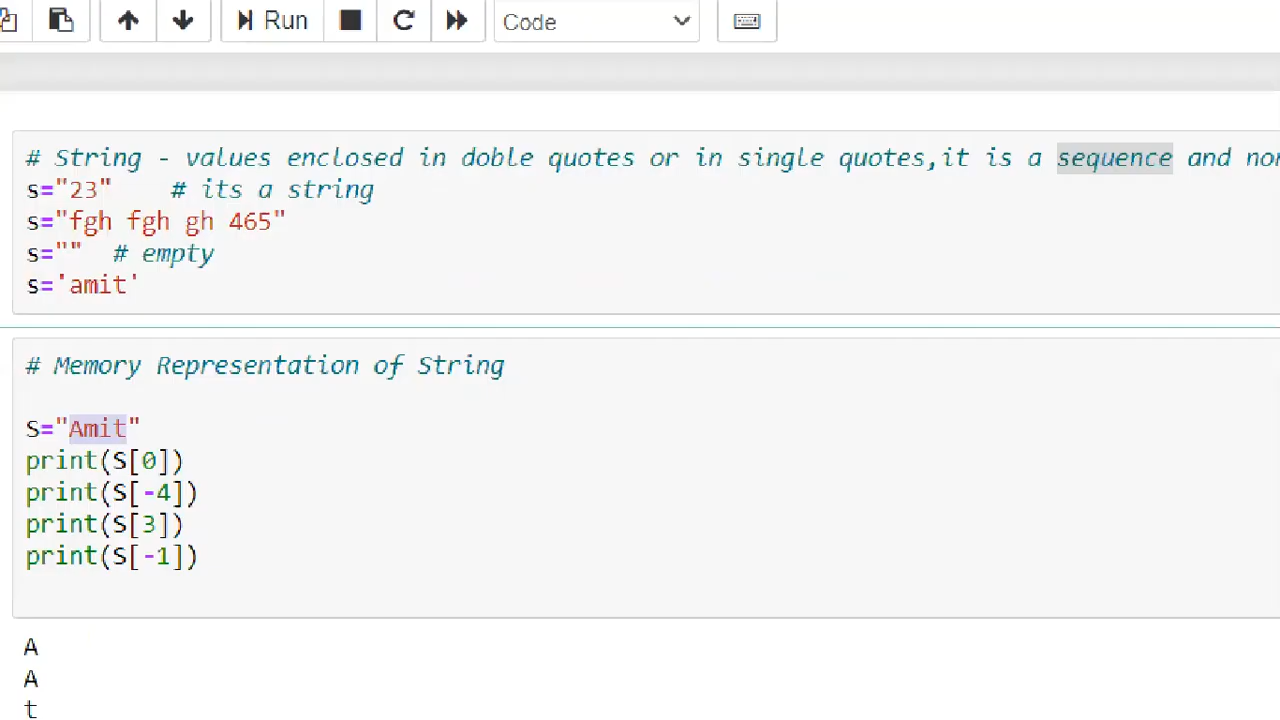 Run
Code
# String - values enclosed in doble quotes or in single quotes,it is a sequence and
s="23"    # its a string
s="fgh fgh gh 465"
s=""  # empty
s='amit'
# Memory Representation of String
S="Amit"
print(S[0])
print(S[-4])
print(S[3])
print(S[-1])
A
A
t